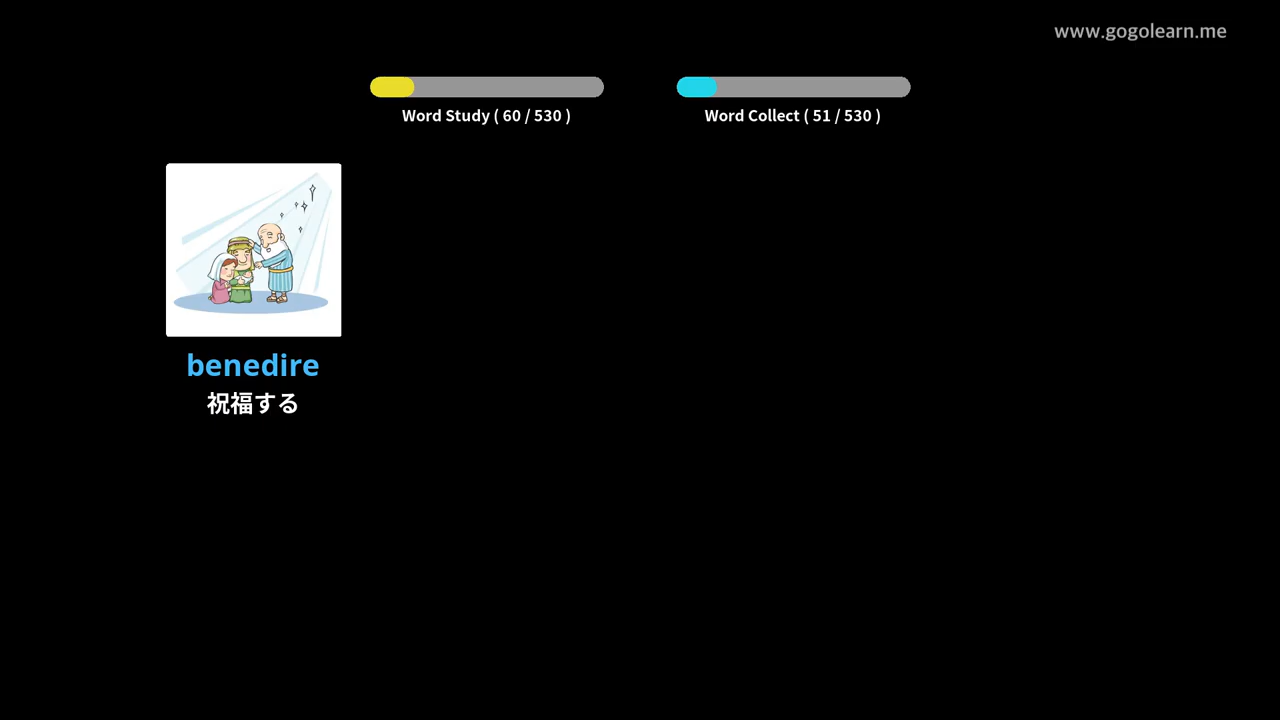 www.gogolearn.me
Word Study ( 60 / 530 )
Word Collect ( 51 / 530 )
benedire
祝福する